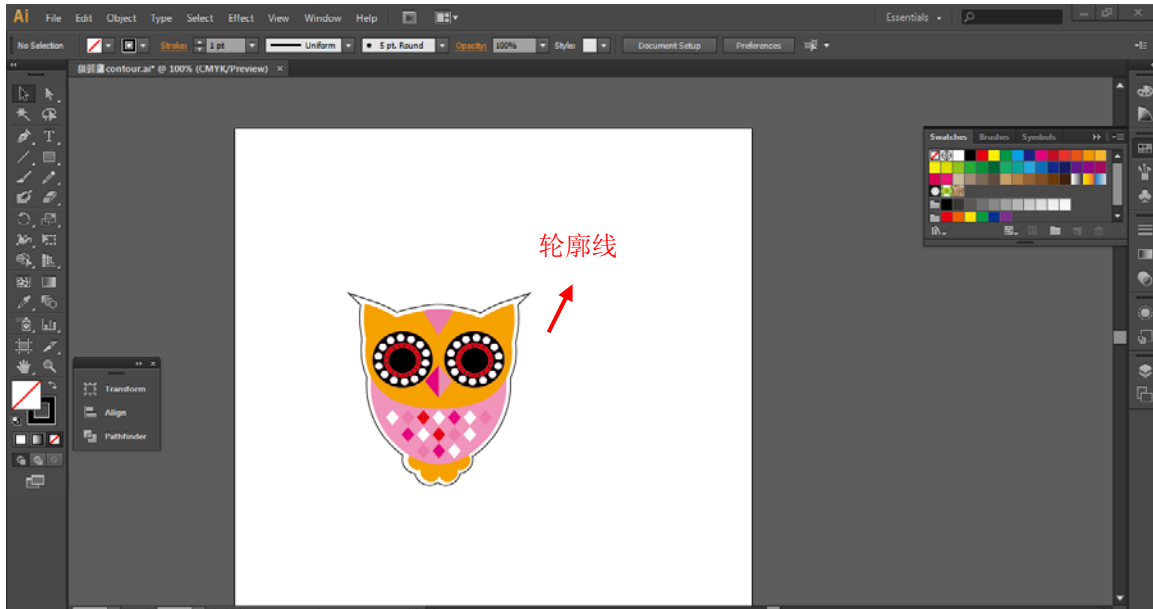 Ai File Edit Object Type Select Effect View Window Help Essentials
No Selection Stroke: 1 pt Uniform 5 pt. Round Opacity: 100% Style: Document Setup Preferences
contour.ai* @ 100% (CMYK/Preview) ×
Swatches Brushes Symbols
轮廓线
Transform
Align
Pathfinder